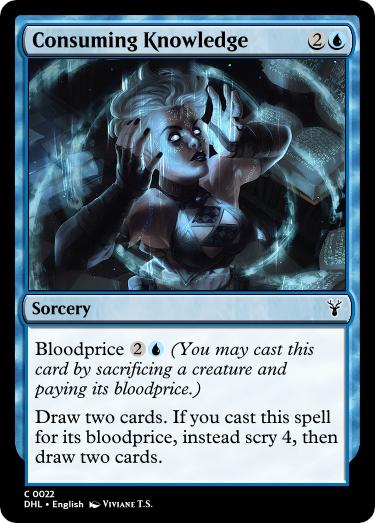 Consuming Knowledge 2
Sorcery
Bloodprice 2 (You may cast this
card by sacrificing a creature and
paying its bloodprice.)
Draw two cards. If you cast this spell
for its bloodprice, instead scry 4, then
draw two cards.
C 0022
DHL • English VIVIANE T.S.